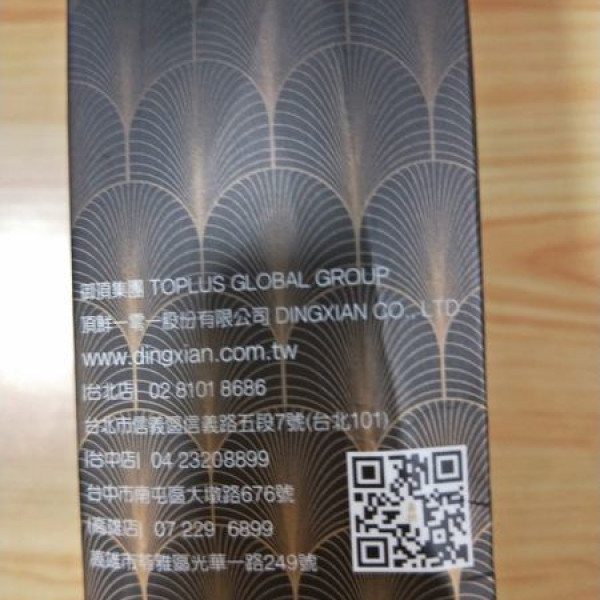 御頂集團 TOPLUS GLOBAL GROUP
頂鮮一零一股份有限公司 DINGXIAN CO., LTD
www.dingxian.com.tw
|台北店| 02 8101 8686
台北市信義區信義路五段7號(台北101)
|台中店| 04 23208899
台中市南屯區大墩路676號
|高雄店| 07 229 6899
高雄市苓雅區光華一路249號